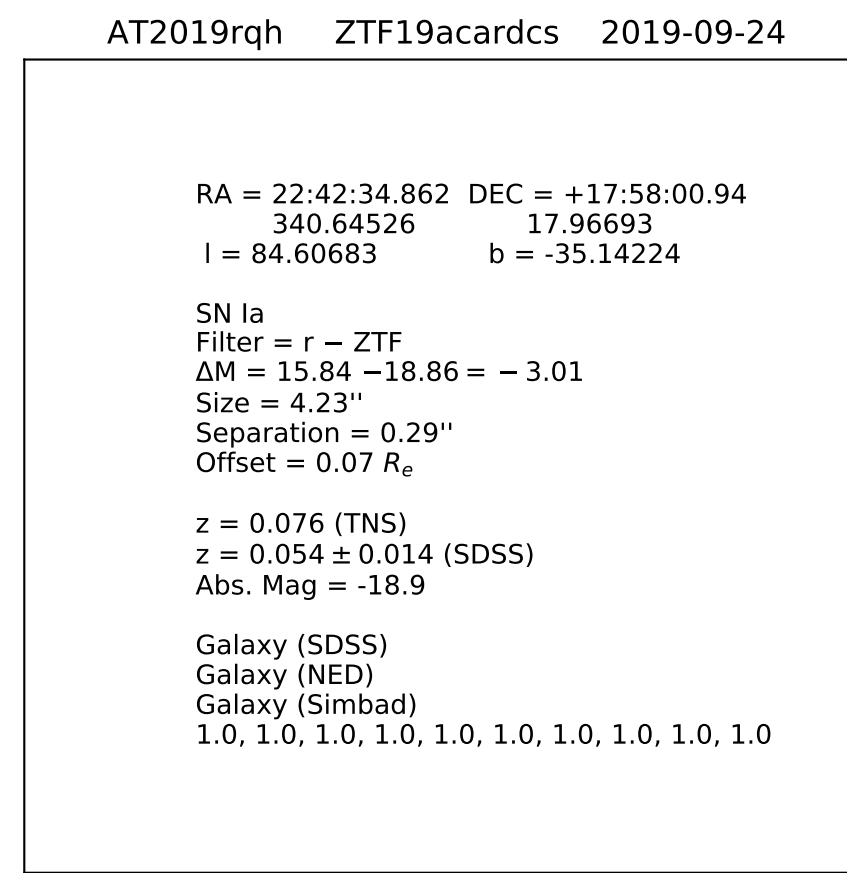 AT2019rqh ZTF19acardcs 2019-09-24
RA = 22:42:34.862 DEC = +17:58:00.94
340.64526 17.96693
l = 84.60683 b = -35.14224
SN Ia
Filter = r − ZTF
ΔM = 15.84 −18.86 = − 3.01
Size = 4.23''
Separation = 0.29''
Offset = 0.07 Rₑ
z = 0.076 (TNS)
z = 0.054 ± 0.014 (SDSS)
Abs. Mag = -18.9
Galaxy (SDSS)
Galaxy (NED)
Galaxy (Simbad)
1.0, 1.0, 1.0, 1.0, 1.0, 1.0, 1.0, 1.0, 1.0, 1.0